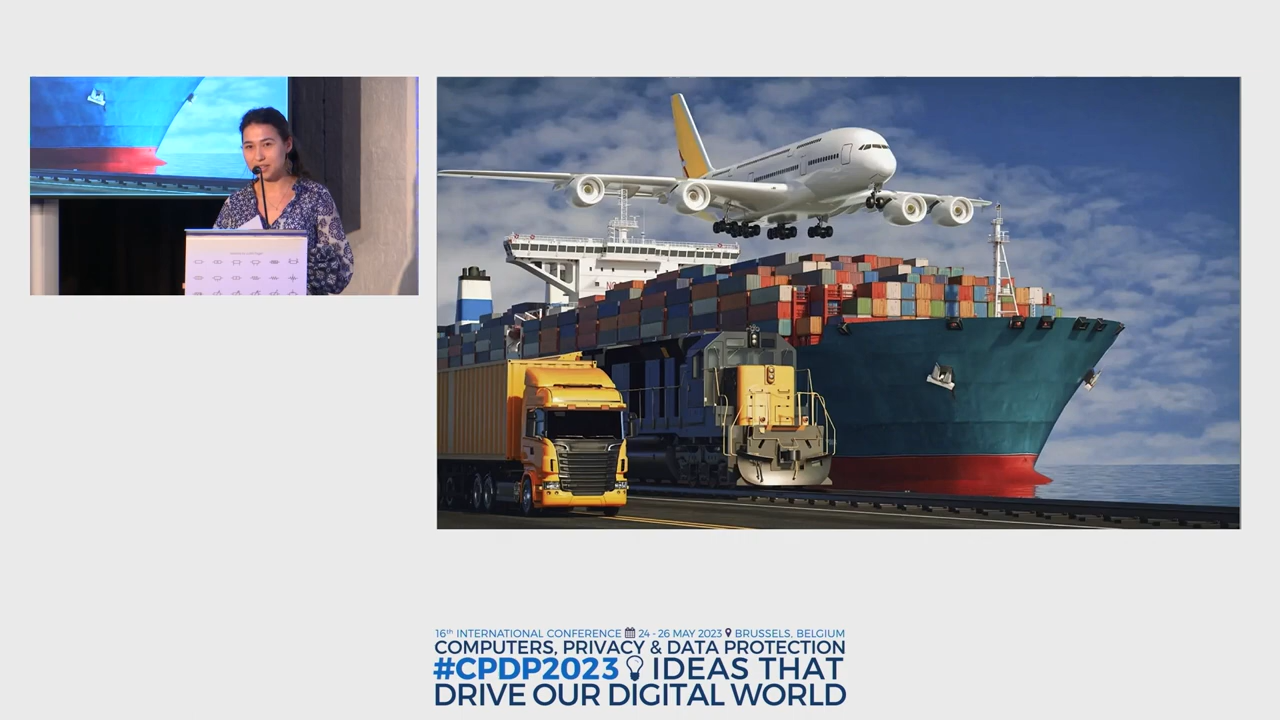 16th INTERNATIONAL CONFERENCE 24 - 26 MAY 2023 BRUSSELS, BELGIUM
COMPUTERS, PRIVACY & DATA PROTECTION
#CPDP2023 IDEAS THAT
DRIVE OUR DIGITAL WORLD